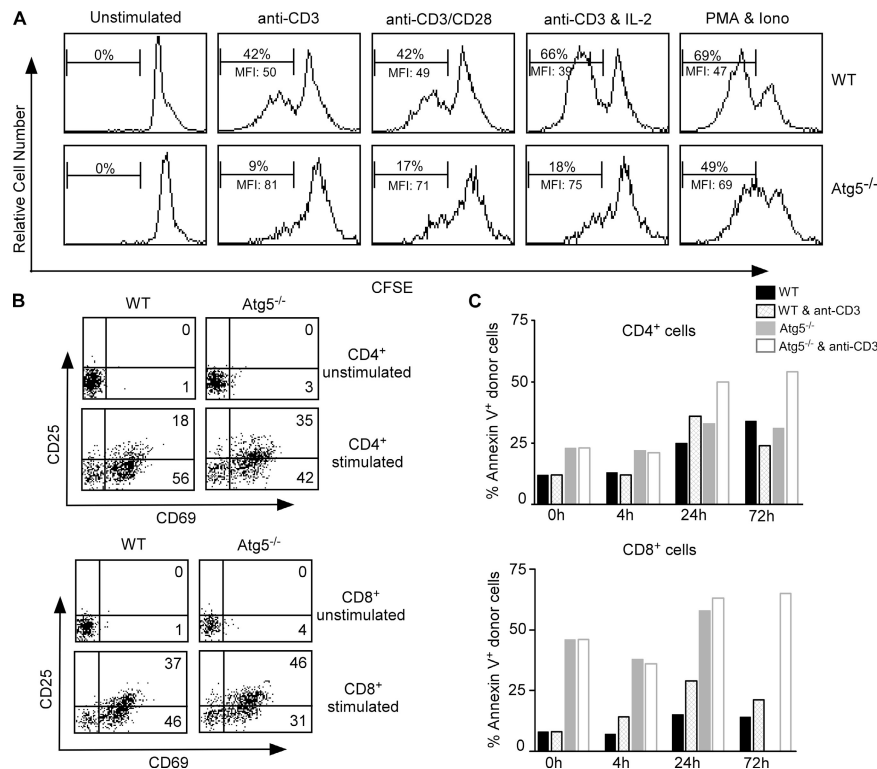 A
Unstimulated
anti-CD3
anti-CD3/CD28
anti-CD3 & IL-2
PMA & Iono
Relative Cell Number
0%
42%
MFI: 50
42%
MFI: 49
66%
MFI: 39
69%
MFI: 47
WT
0%
9%
MFI: 81
17%
MFI: 71
18%
MFI: 75
49%
MFI: 69
Atg5-/-
CFSE
B
WT
Atg5-/-
0
1
0
3
CD4+
unstimulated
18
56
35
42
CD4+
stimulated
CD25
CD69
WT
Atg5-/-
0
1
0
4
CD8+
unstimulated
37
46
46
31
CD8+
stimulated
CD25
CD69
C
WT
WT & ant-CD3
Atg5-/-
Atg5-/- & anti-CD3
CD4+ cells
% Annexin V+ donor cells
75
50
25
0
0h
4h
24h
72h
CD8+ cells
% Annexin V+ donor cells
75
50
25
0
0h
4h
24h
72h